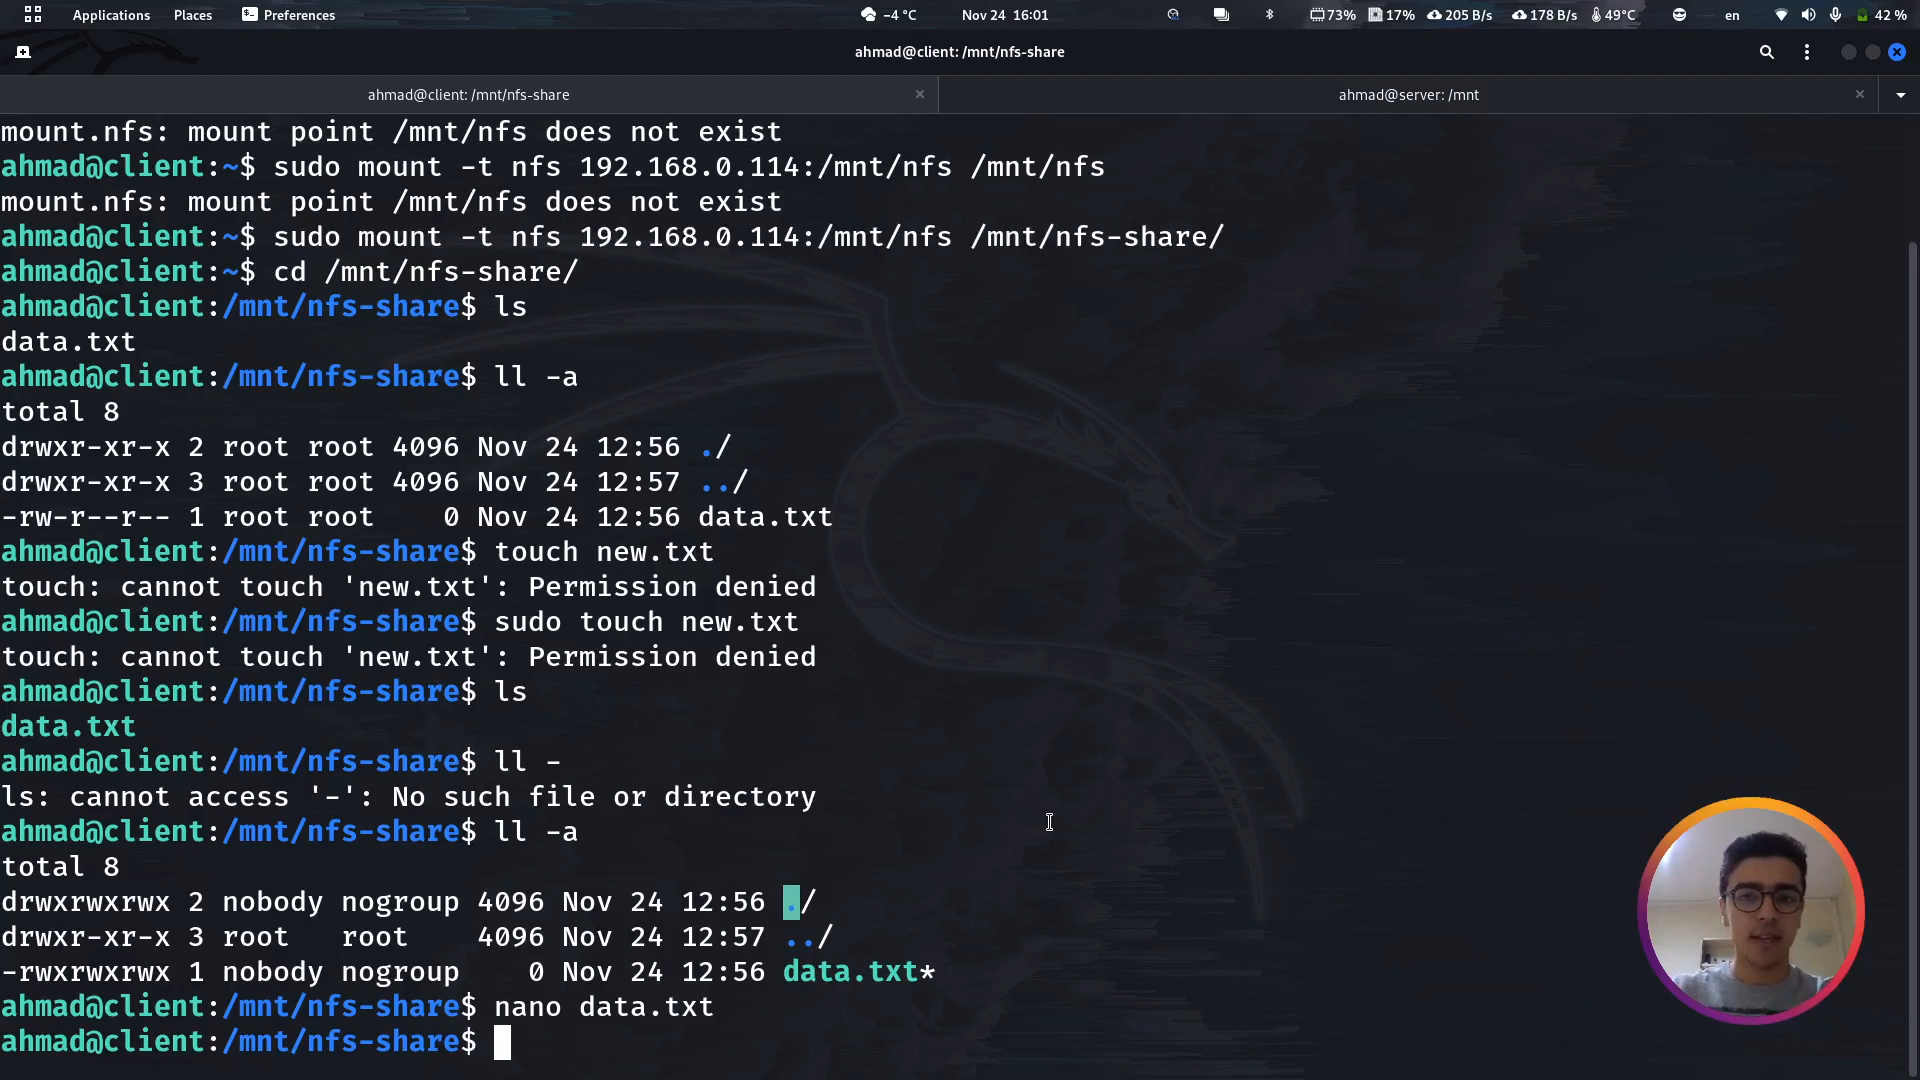 Applications Places Preferences -4 °C Nov 24 16:01 73% 17% 205 B/s 178 B/s 49°C en 42 %
ahmad@client: /mnt/nfs-share
ahmad@client: /mnt/nfs-share × ahmad@server: /mnt ×
mount.nfs: mount point /mnt/nfs does not exist
ahmad@client:~$ sudo mount -t nfs 192.168.0.114:/mnt/nfs /mnt/nfs
mount.nfs: mount point /mnt/nfs does not exist
ahmad@client:~$ sudo mount -t nfs 192.168.0.114:/mnt/nfs /mnt/nfs-share/
ahmad@client:~$ cd /mnt/nfs-share/
ahmad@client:/mnt/nfs-share$ ls
data.txt
ahmad@client:/mnt/nfs-share$ ll -a
total 8
drwxr-xr-x 2 root root 4096 Nov 24 12:56 ./
drwxr-xr-x 3 root root 4096 Nov 24 12:57 ../
-rw-r--r-- 1 root root    0 Nov 24 12:56 data.txt
ahmad@client:/mnt/nfs-share$ touch new.txt
touch: cannot touch 'new.txt': Permission denied
ahmad@client:/mnt/nfs-share$ sudo touch new.txt
touch: cannot touch 'new.txt': Permission denied
ahmad@client:/mnt/nfs-share$ ls
data.txt
ahmad@client:/mnt/nfs-share$ ll -
ls: cannot access '-': No such file or directory
ahmad@client:/mnt/nfs-share$ ll -a
total 8
drwxrwxrwx 2 nobody nogroup 4096 Nov 24 12:56 ./
drwxr-xr-x 3 root   root    4096 Nov 24 12:57 ../
-rwxrwxrwx 1 nobody nogroup    0 Nov 24 12:56 data.txt*
ahmad@client:/mnt/nfs-share$ nano data.txt
ahmad@client:/mnt/nfs-share$